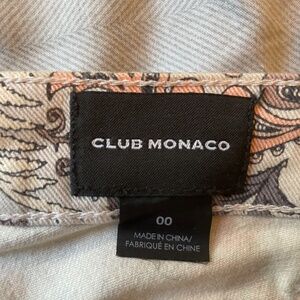 CLUB MONACO
00
MADE IN CHINA/
FABRIQUÉ EN CHINE